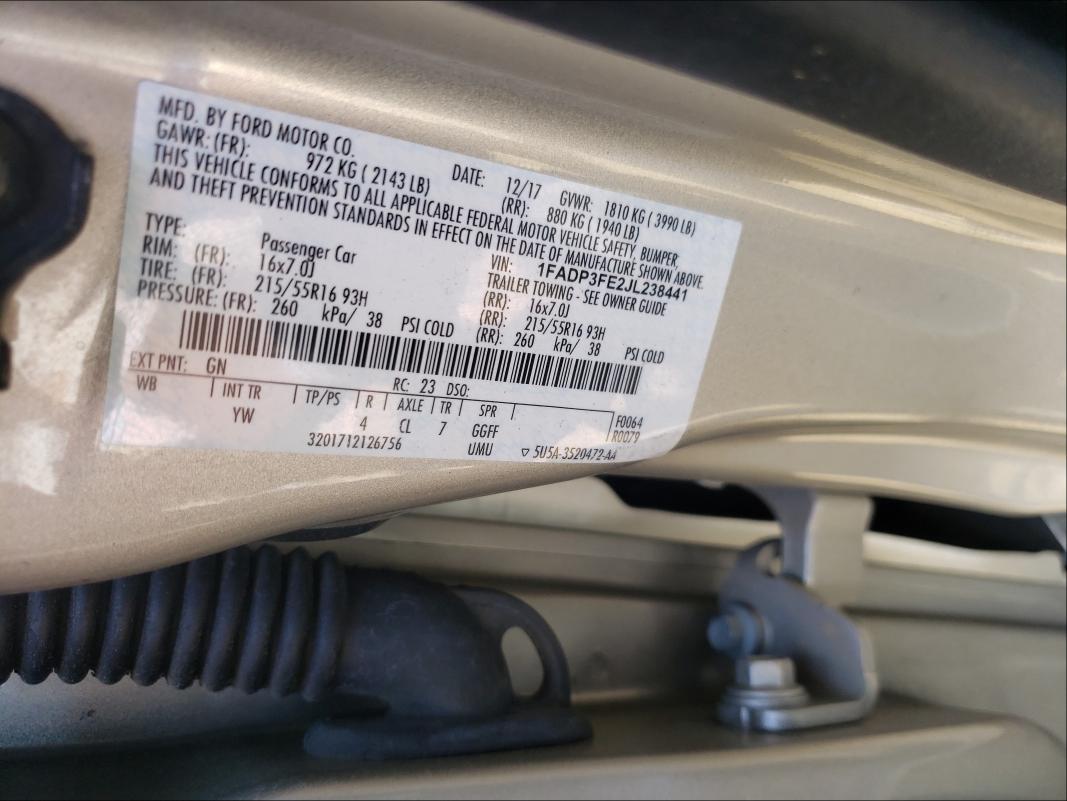 MFD. BY FORD MOTOR CO.
DATE: 12/17 GVWR: 1810 KG ( 3990 LB)
GAWR: (FR): 972 KG ( 2143 LB) (RR): 880 KG ( 1940 LB)
THIS VEHICLE CONFORMS TO ALL APPLICABLE FEDERAL MOTOR VEHICLE SAFETY, BUMPER,
AND THEFT PREVENTION STANDARDS IN EFFECT ON THE DATE OF MANUFACTURE SHOWN ABOVE
VIN: 1FADP3FE2JL238441
TYPE: Passenger Car TRAILER TOWING - SEE OWNER GUIDE
RIM: (FR): 16x7.0J (RR): 16x7.0J
TIRE: (FR): 215/55R16 93H (RR): 215/55R16 93H
PRESSURE: (FR): 260 kPa/ 38 PSI COLD (RR): 260 kPa/ 38 PSI COLD
EXT PNT: GN RC: 23 DSO:
WB INT TR TP/PS R AXLE TR SPR F0064
YW 4 CL 7 GGFF R0079
3201712126756 UMU ▽ 5U5A-3520472-AA